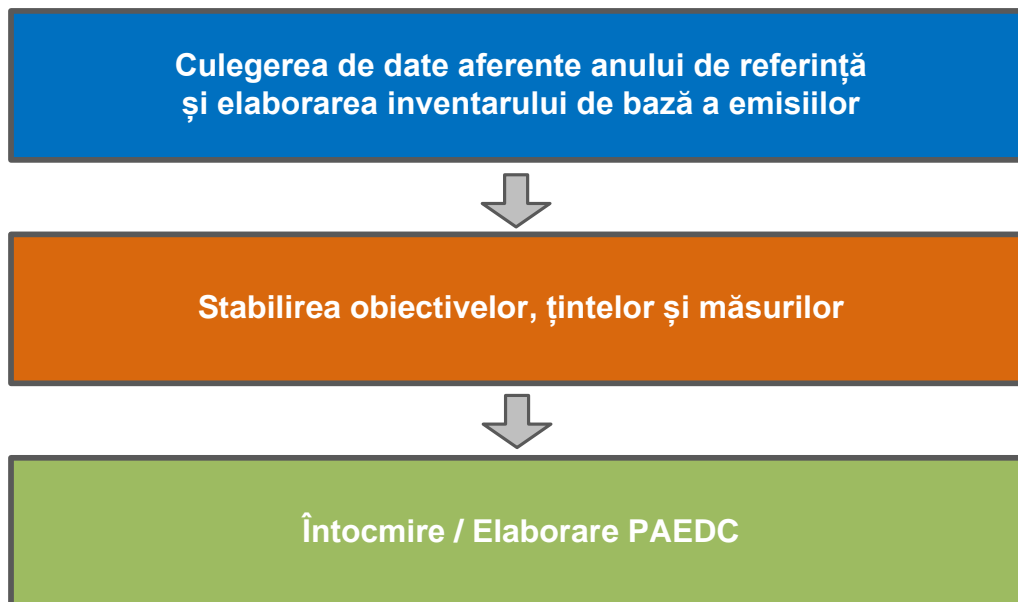 Culegerea de date aferente anului de referință
și elaborarea inventarului de bază a emisiilor
Stabilirea obiectivelor, țintelor și măsurilor
Întocmire / Elaborare PAEDC